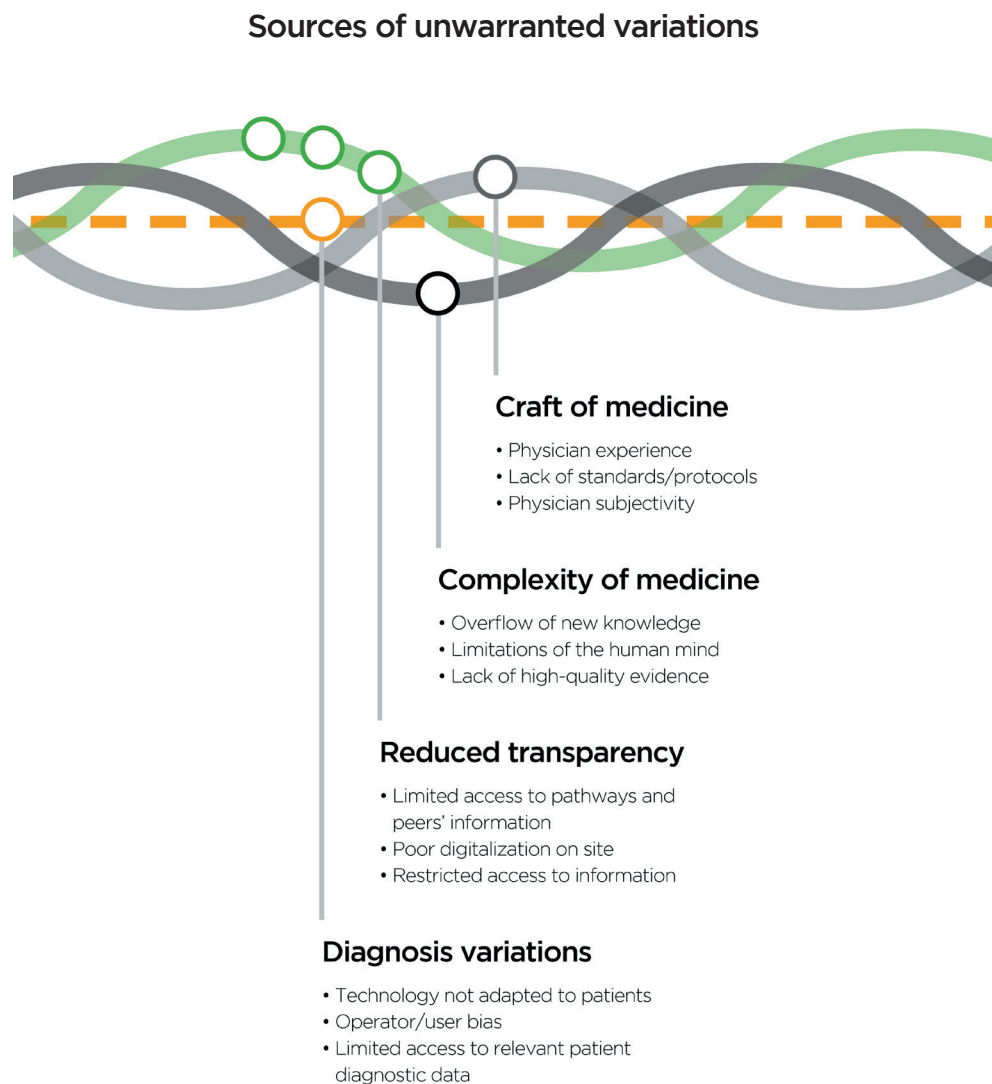 Sources of unwarranted variations
Craft of medicine
• Physician experience
• Lack of standards/protocols
• Physician subjectivity
Complexity of medicine
• Overflow of new knowledge
• Limitations of the human mind
• Lack of high-quality evidence
Reduced transparency
• Limited access to pathways and
peers’ information
• Poor digitalization on site
• Restricted access to information
Diagnosis variations
• Technology not adapted to patients
• Operator/user bias
• Limited access to relevant patient
diagnostic data